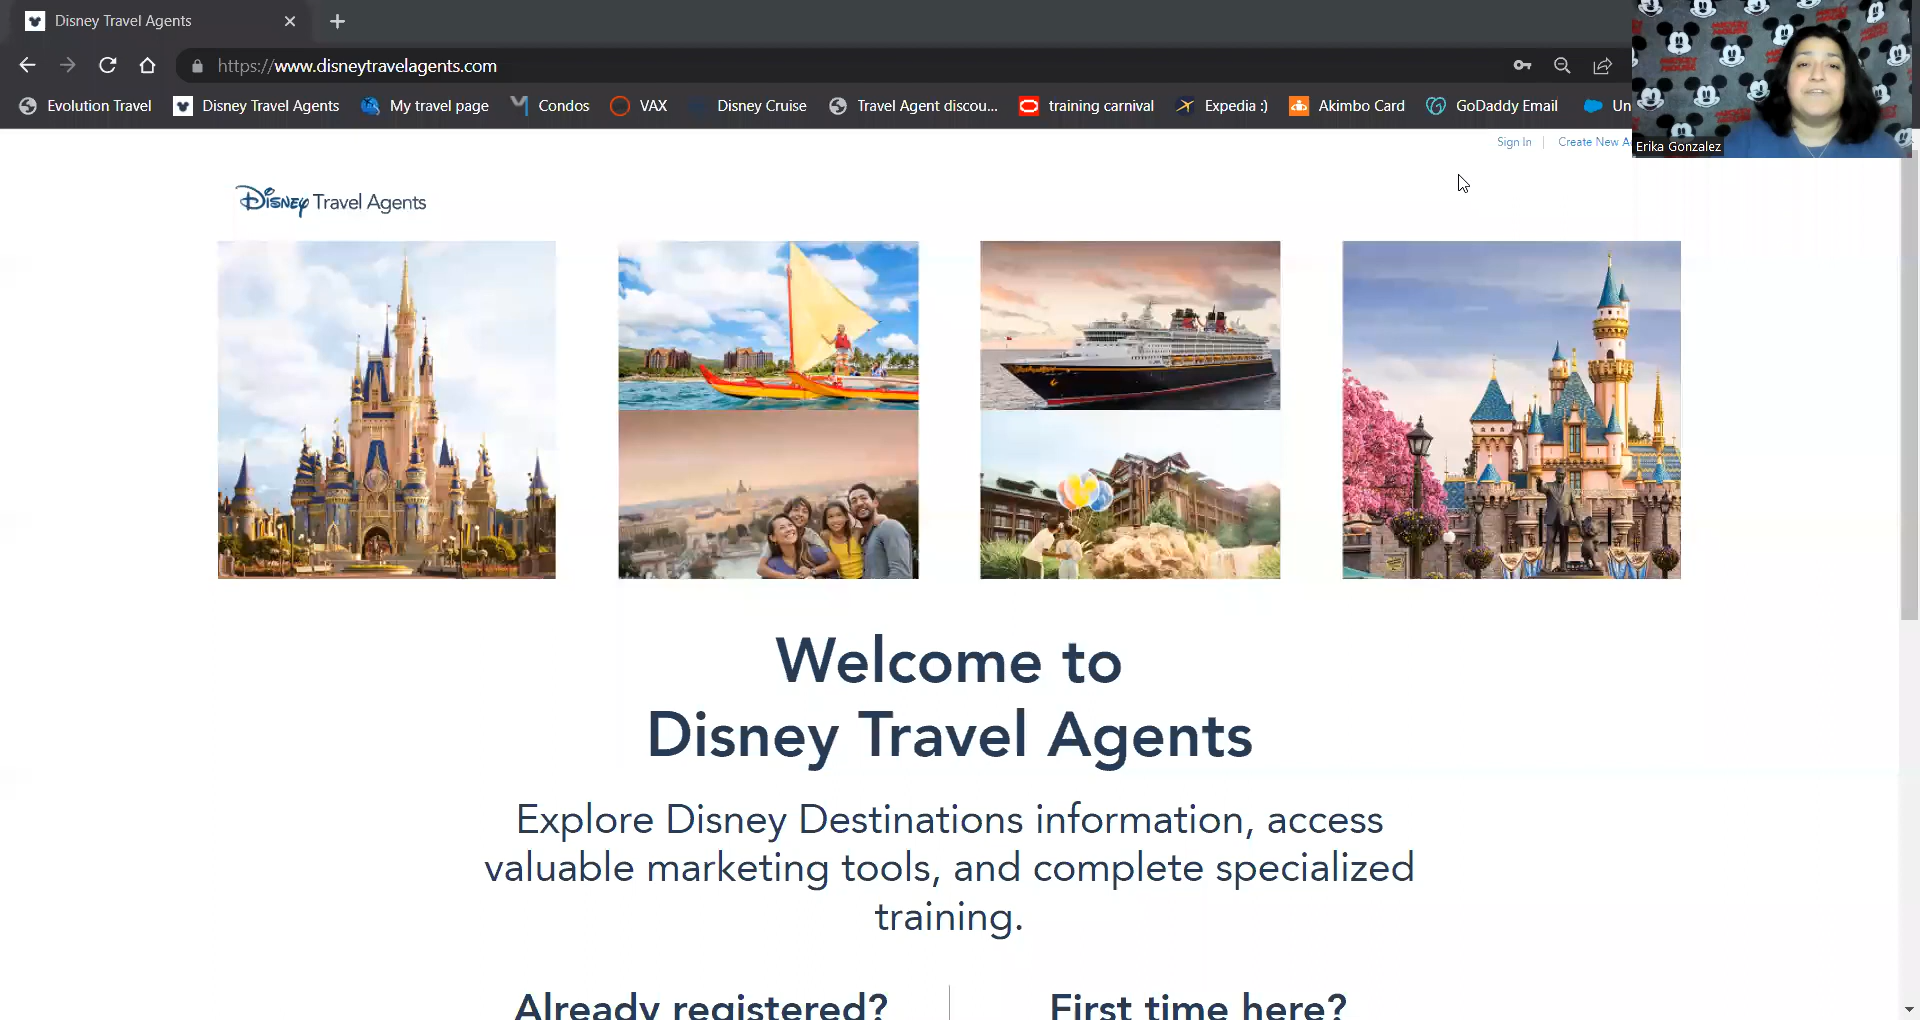 Disney Travel Agents
https://www.disneytravelagents.com
Evolution Travel
Disney Travel Agents
My travel page
Condos
VAX
Disney Cruise
Travel Agent discou...
training carnival
Expedia :)
Akimbo Card
GoDaddy Email
Un
Erika Gonzalez
Sign In
Create New A
Disney Travel Agents
Welcome to
Disney Travel Agents
Explore Disney Destinations information, access
valuable marketing tools, and complete specialized
training.
Already registered?
First time here?